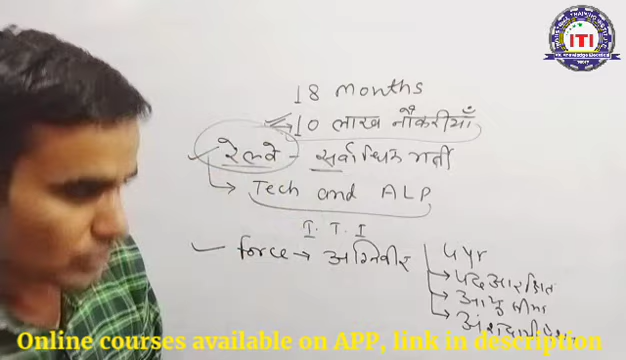 ITI
18 months
10 लाख नौकरीयाँ
रेलवे - सर्वाधिक भर्ती
Tech and ALP
I. T. I
force → अग्निवीर
4 yr
पद आरक्षित
आयु सीमा
Online courses available on APP, link in description